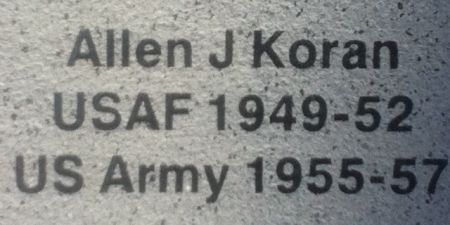 Allen J Koran
USAF 1949-52
US Army 1955-57